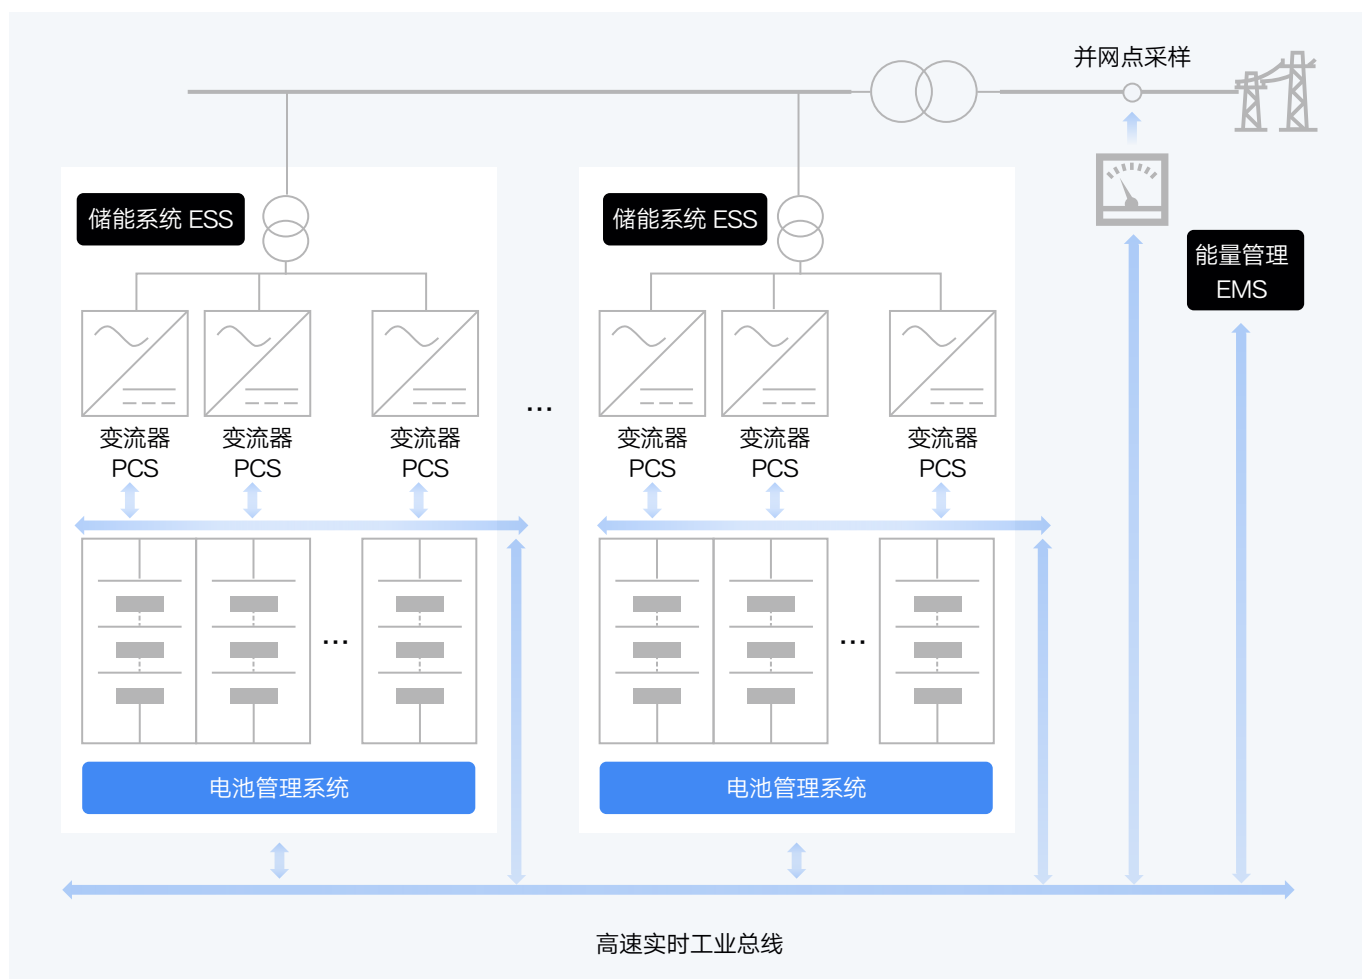 并网点采样
储能系统 ESS
储能系统 ESS
能量管理
EMS
变流器
PCS
变流器
PCS
变流器
PCS
...
变流器
PCS
变流器
PCS
变流器
PCS
...
...
电池管理系统
电池管理系统
高速实时工业总线